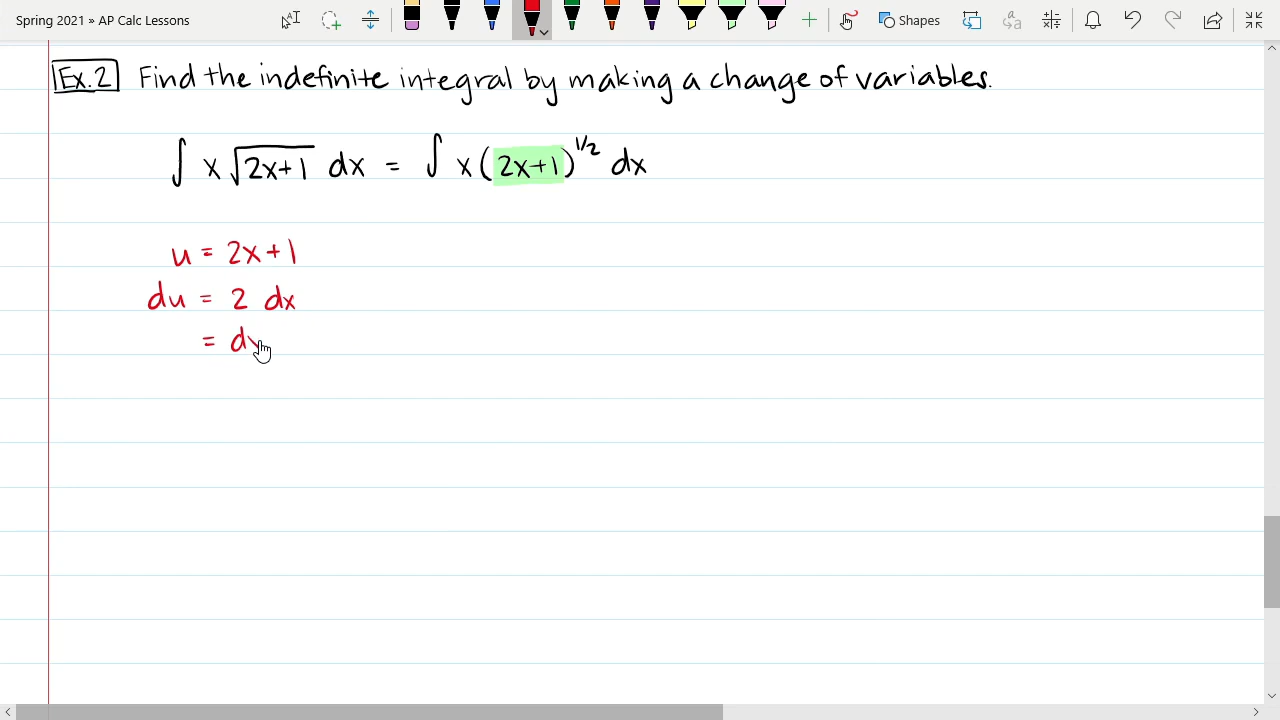 Spring 2021 » AP Calc Lessons
Shapes
Ex.2 Find the indefinite integral by making a change of variables.
∫ x√(2x+1) dx = ∫ x(2x+1)^1/2 dx
u = 2x+1
du = 2 dx
= dx